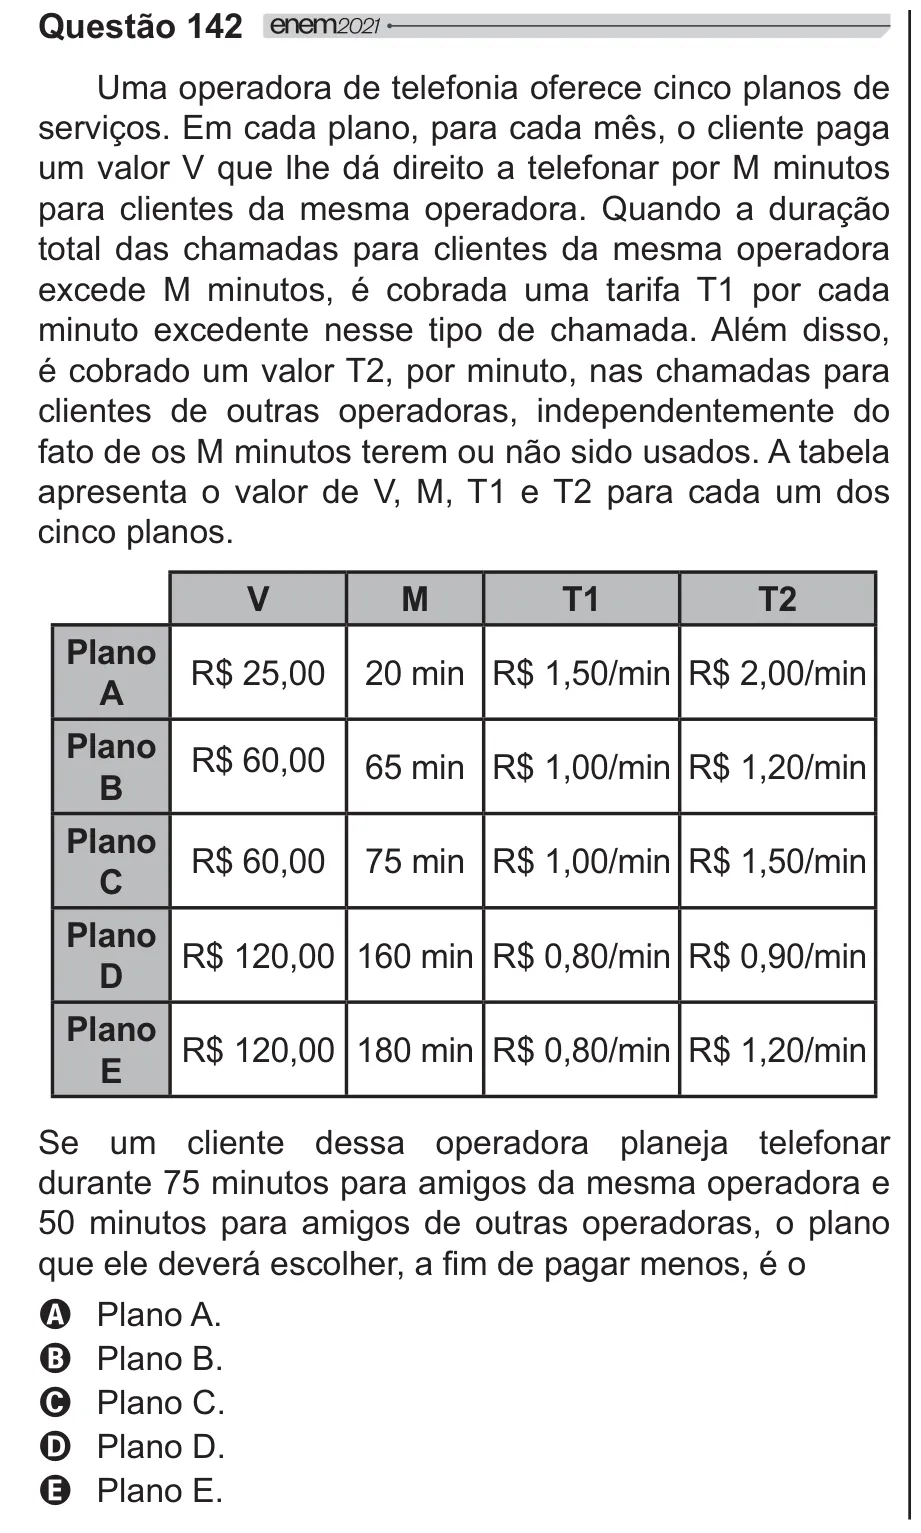 Questão 142 enem2021
Uma operadora de telefonia oferece cinco planos de
serviços. Em cada plano, para cada mês, o cliente paga
um valor V que lhe dá direito a telefonar por M minutos
para clientes da mesma operadora. Quando a duração
total das chamadas para clientes da mesma operadora
excede M minutos, é cobrada uma tarifa T1 por cada
minuto excedente nesse tipo de chamada. Além disso,
é cobrado um valor T2, por minuto, nas chamadas para
clientes de outras operadoras, independentemente do
fato de os M minutos terem ou não sido usados. A tabela
apresenta o valor de V, M, T1 e T2 para cada um dos
cinco planos.
V M T1 T2
Plano
A R$ 25,00 20 min R$ 1,50/min R$ 2,00/min
Plano
B R$ 60,00 65 min R$ 1,00/min R$ 1,20/min
Plano
C R$ 60,00 75 min R$ 1,00/min R$ 1,50/min
Plano
D R$ 120,00 160 min R$ 0,80/min R$ 0,90/min
Plano
E R$ 120,00 180 min R$ 0,80/min R$ 1,20/min
Se um cliente dessa operadora planeja telefonar
durante 75 minutos para amigos da mesma operadora e
50 minutos para amigos de outras operadoras, o plano
que ele deverá escolher, a fim de pagar menos, é o
A Plano A.
B Plano B.
C Plano C.
D Plano D.
E Plano E.